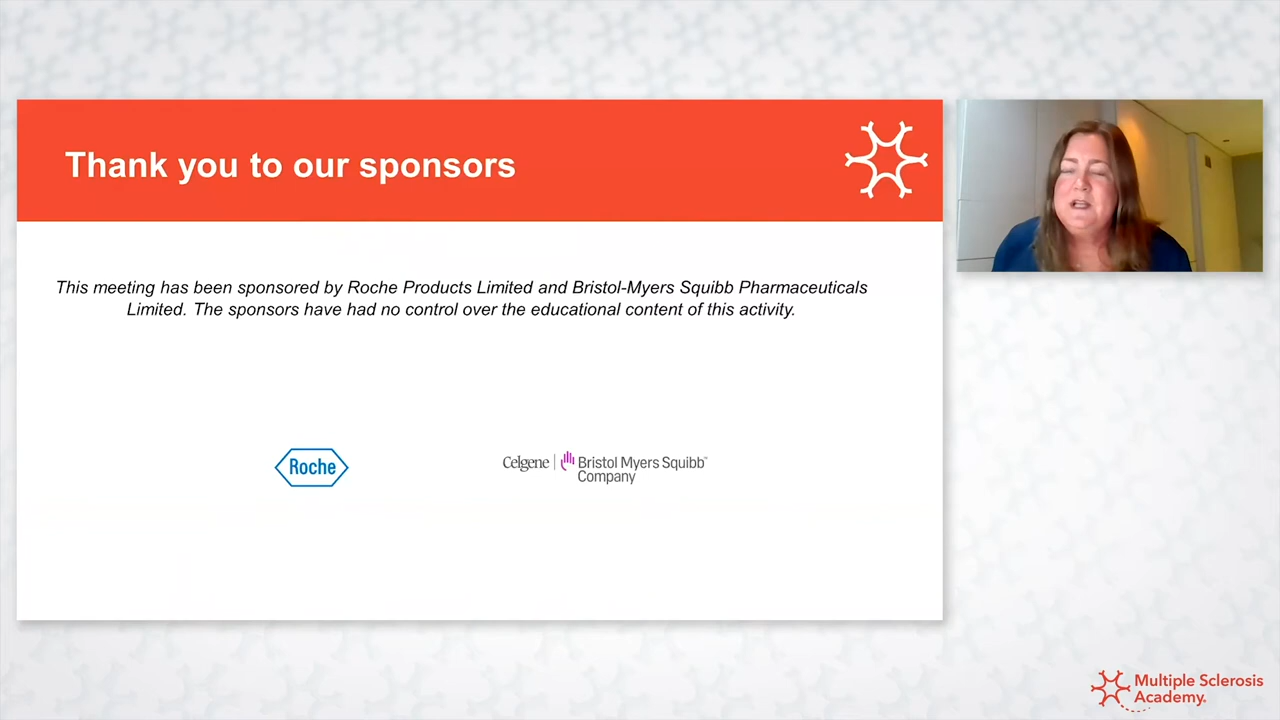 Thank you to our sponsors
This meeting has been sponsored by Roche Products Limited and Bristol-Myers Squibb Pharmaceuticals
Limited. The sponsors have had no control over the educational content of this activity.
Roche
Celgene | Bristol Myers Squibb™
Company
Multiple Sclerosis
Academy.